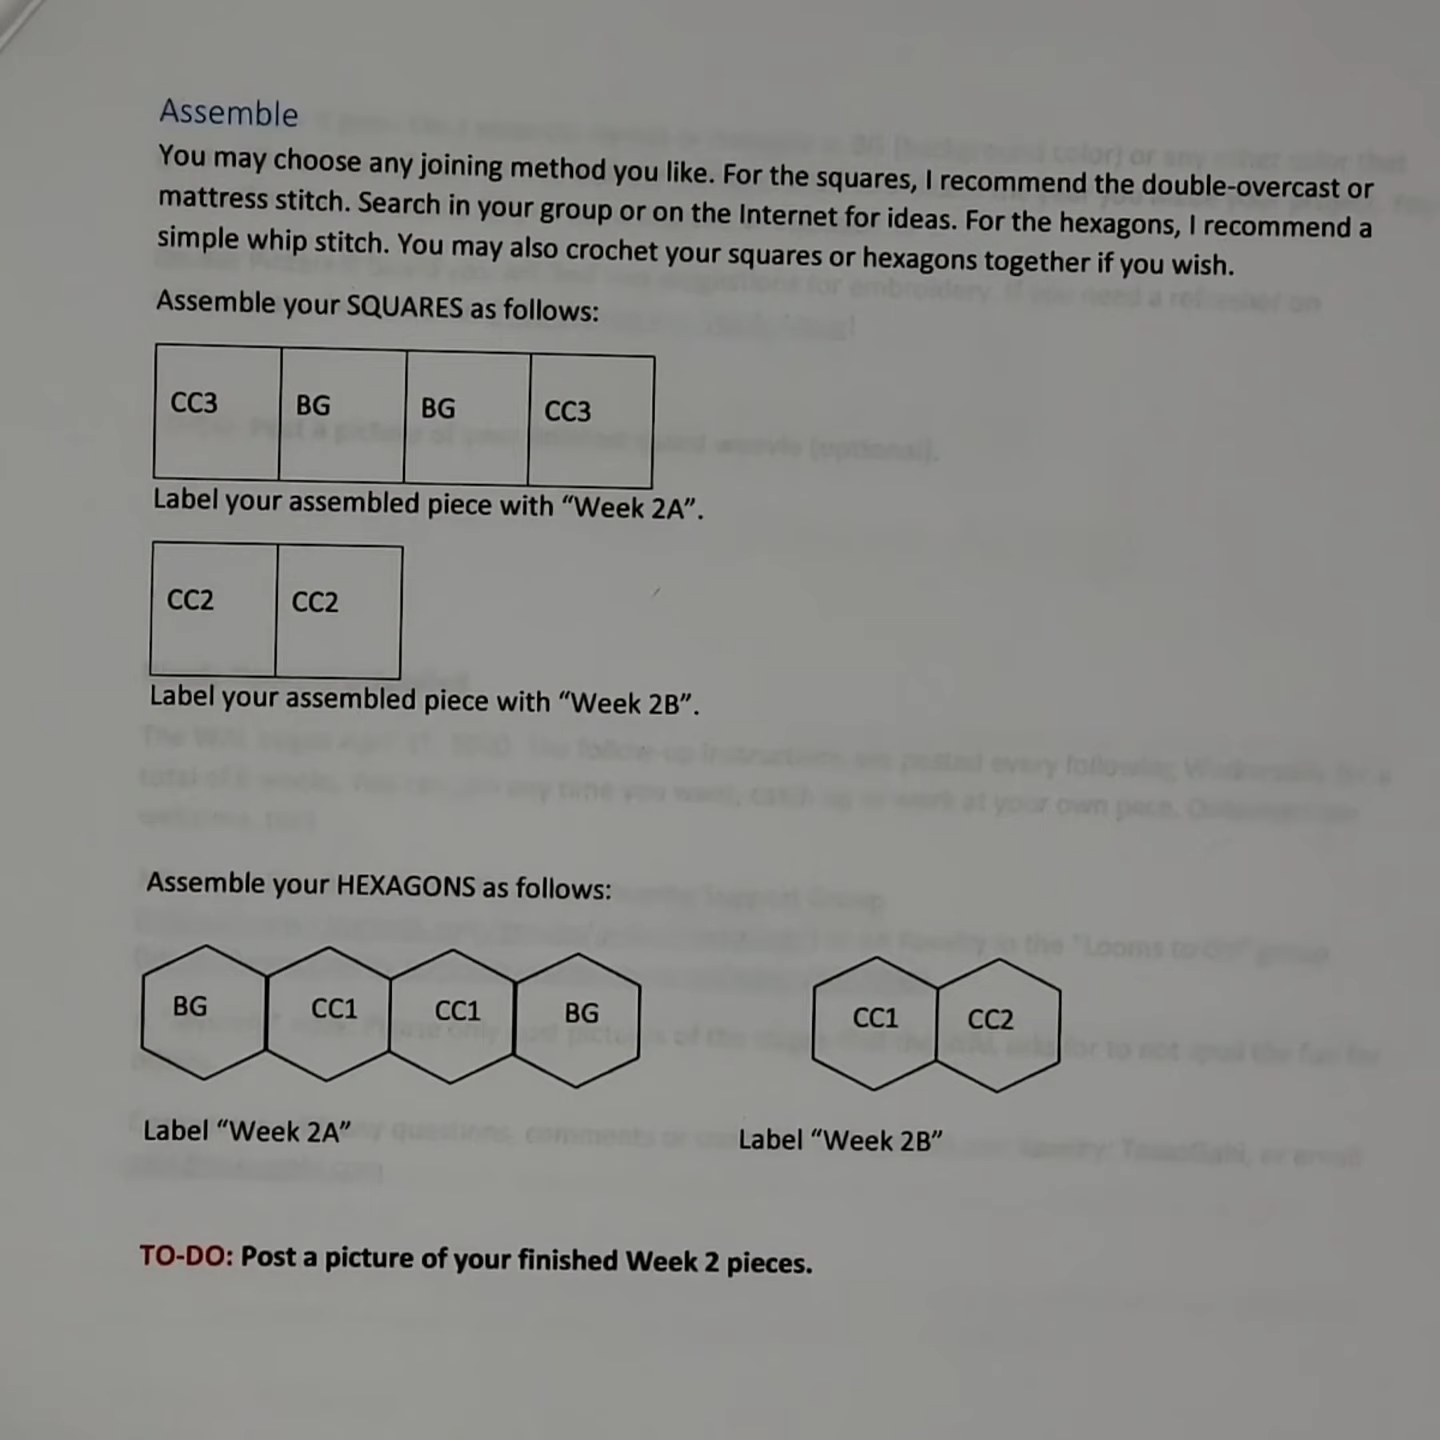 Assemble
You may choose any joining method you like. For the squares, I recommend the double-overcast or
mattress stitch. Search in your group or on the Internet for ideas. For the hexagons, I recommend a
simple whip stitch. You may also crochet your squares or hexagons together if you wish.
Assemble your SQUARES as follows:
CC3 BG BG CC3
Label your assembled piece with “Week 2A”.
CC2 CC2
Label your assembled piece with “Week 2B”.
Assemble your HEXAGONS as follows:
BG CC1 CC1 BG CC1 CC2
Label “Week 2A” Label “Week 2B”
TO-DO: Post a picture of your finished Week 2 pieces.